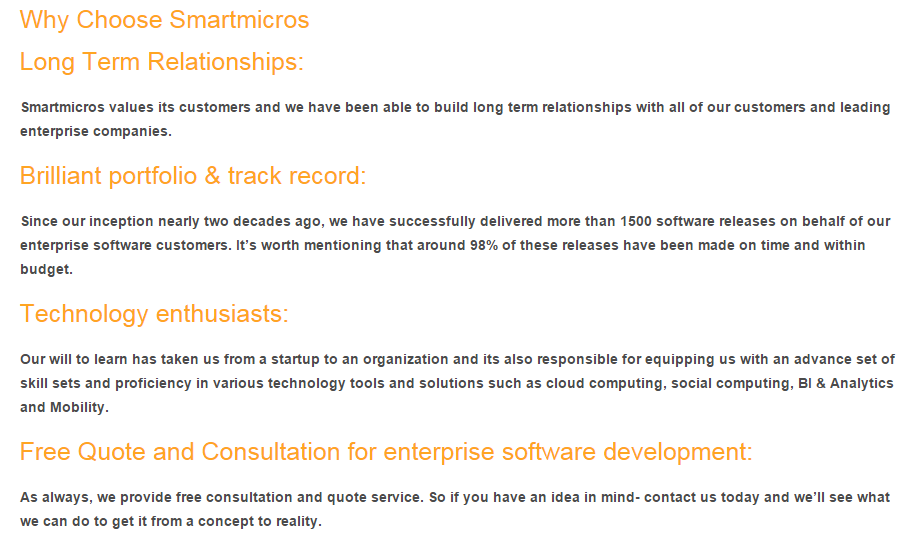 Why Choose Smartmicros
Long Term Relationships:
Smartmicros values its customers and we have been able to build long term relationships with all of our customers and leading
enterprise companies.
Brilliant portfolio & track record:
Since our inception nearly two decades ago, we have successfully delivered more than 1500 software releases on behalf of our
enterprise software customers. It’s worth mentioning that around 98% of these releases have been made on time and within
budget.
Technology enthusiasts:
Our will to learn has taken us from a startup to an organization and its also responsible for equipping us with an advance set of
skill sets and proficiency in various technology tools and solutions such as cloud computing, social computing, BI & Analytics
and Mobility.
Free Quote and Consultation for enterprise software development:
As always, we provide free consultation and quote service. So if you have an idea in mind- contact us today and we’ll see what
we can do to get it from a concept to reality.